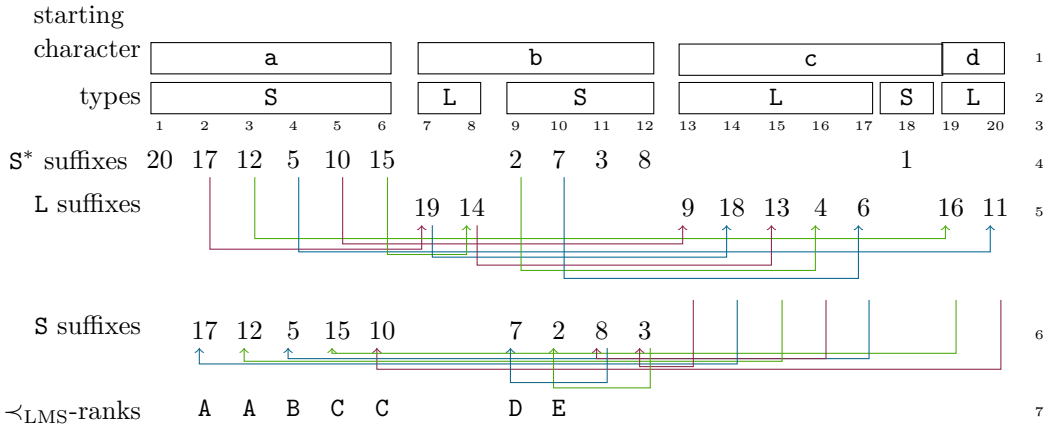 starting
character a b c d 1
types S L S L S L 2
1 2 3 4 5 6 7 8 9 10 11 12 13 14 15 16 17 18 19 20 3
S* suffixes 20 17 12 5 10 15 2 7 3 8 1 4
L suffixes 19 14 9 18 13 4 6 16 11 5
S suffixes 17 12 5 15 10 7 2 8 3 6
≺LMS-ranks A A B C C D E 7